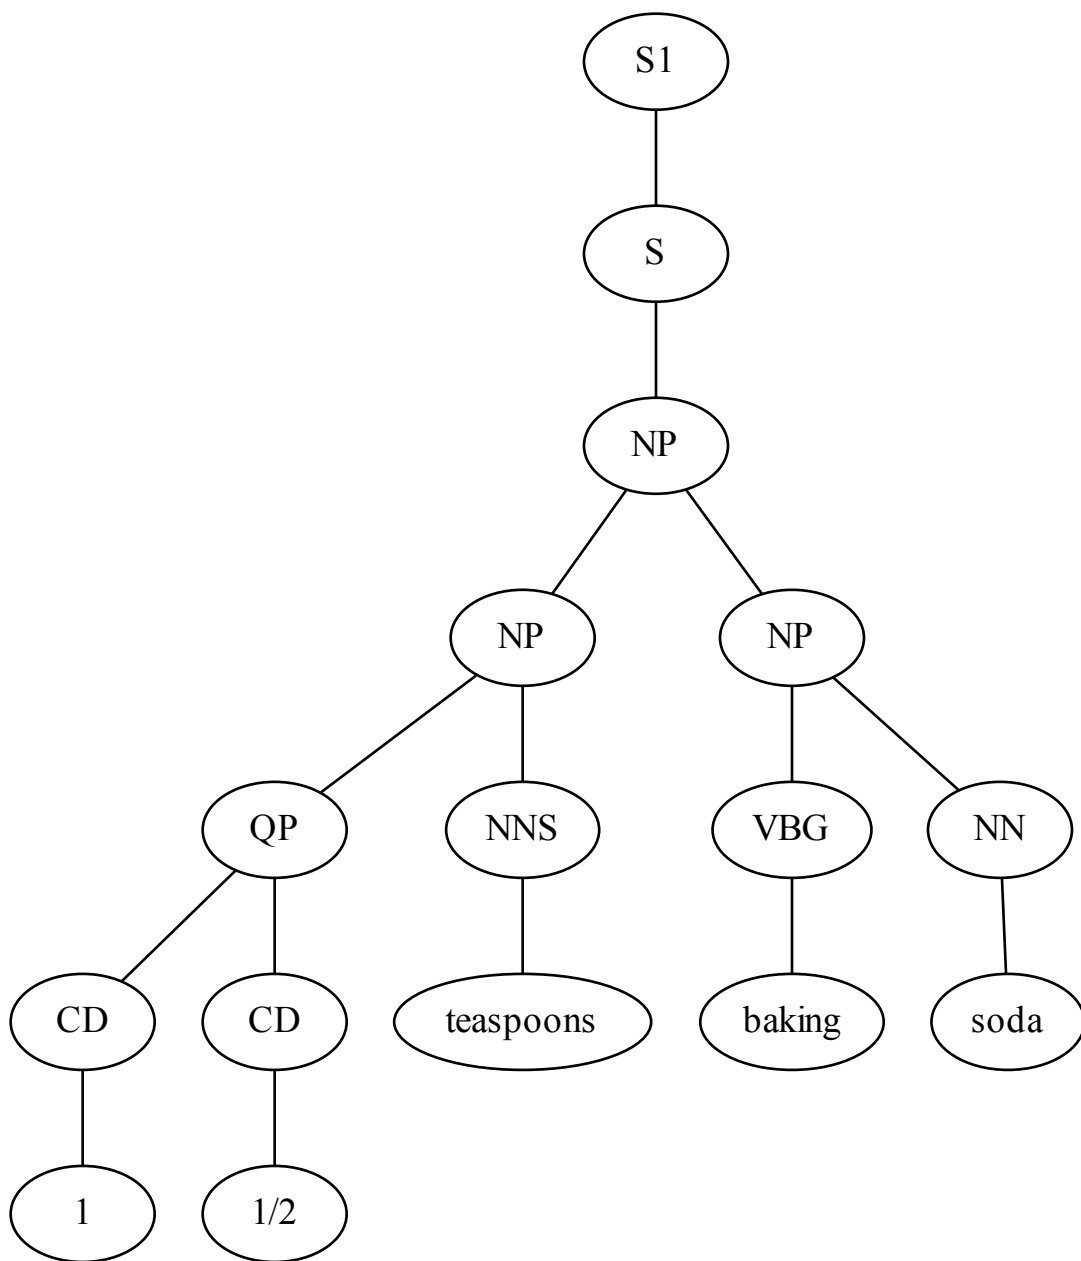 S1
S
NP
NP NP
QP NNS VBG NN
CD CD teaspoons baking soda
1 1/2